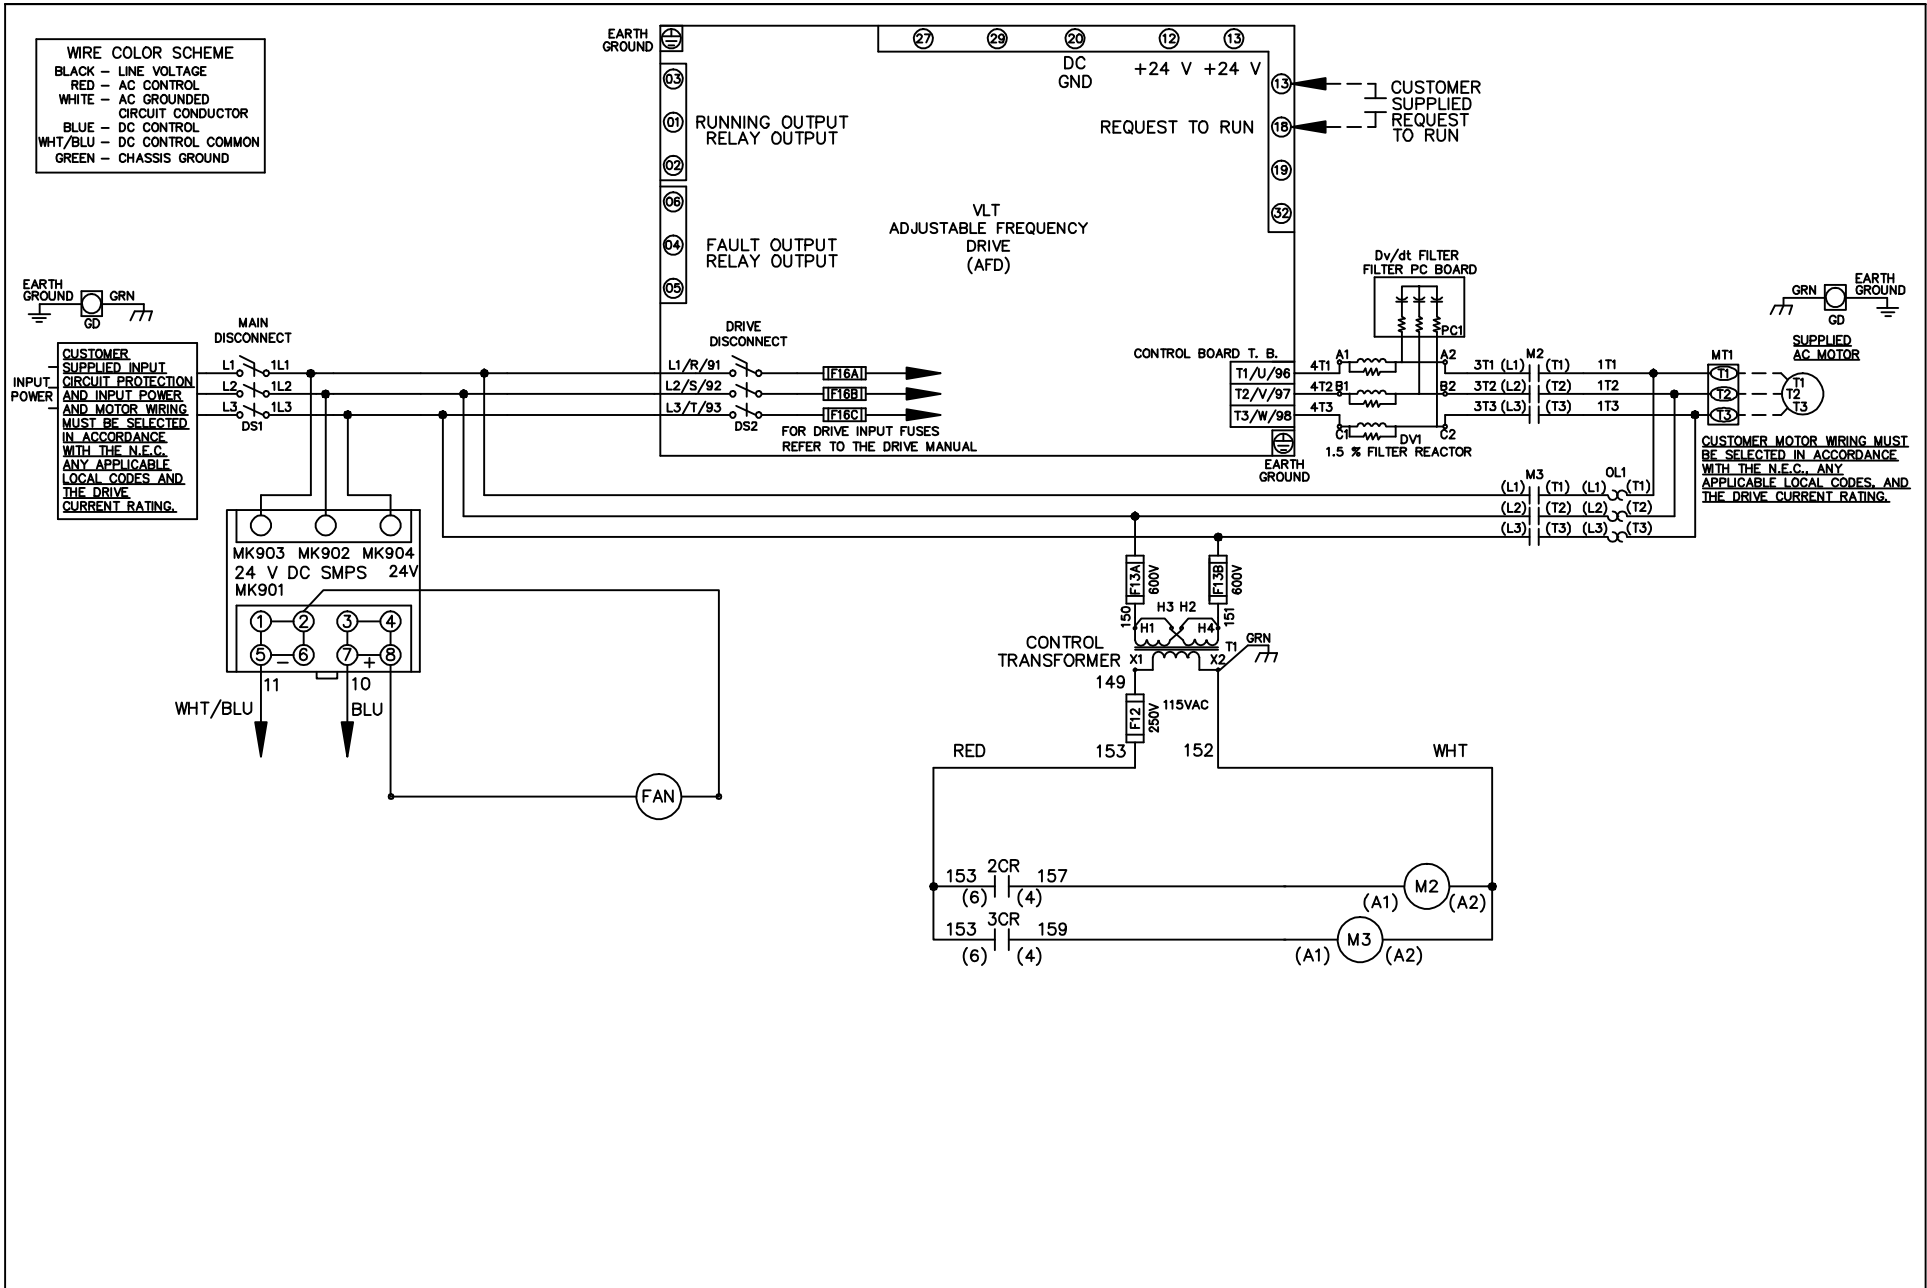 WIRE COLOR SCHEME
BLACK – LINE VOLTAGE
RED – AC CONTROL
WHITE – AC GROUNDED
CIRCUIT CONDUCTOR
BLUE – DC CONTROL
WHT/BLU – DC CONTROL COMMON
GREEN – CHASSIS GROUND
EARTH
GROUND
03
01
02
RUNNING OUTPUT
RELAY OUTPUT
06
04
05
FAULT OUTPUT
RELAY OUTPUT
27
29
20
12
13
DC
GND
+24 V
+24 V
13
18
19
32
REQUEST TO RUN
CUSTOMER
SUPPLIED
REQUEST
TO RUN
VLT
ADJUSTABLE FREQUENCY
DRIVE
(AFD)
EARTH
GROUND
GRN
GD
INPUT
POWER
CUSTOMER
SUPPLIED INPUT
CIRCUIT PROTECTION
AND INPUT POWER
AND MOTOR WIRING
MUST BE SELECTED
IN ACCORDANCE
WITH THE N.E.C.
ANY APPLICABLE
LOCAL CODES AND
THE DRIVE
CURRENT RATING.
MAIN
DISCONNECT
L1
1L1
L2
1L2
L3
1L3
DS1
DRIVE
DISCONNECT
L1/R/91
L2/S/92
L3/T/93
DS2
F16A
F16B
F16C
FOR DRIVE INPUT FUSES
REFER TO THE DRIVE MANUAL
CONTROL BOARD T. B.
T1/U/96
T2/V/97
T3/W/98
EARTH
GROUND
Dv/dt FILTER
FILTER PC BOARD
PC1
4T1
A1
A2
4T2
B1
B2
4T3
C1
C2
DV1
1.5 % FILTER REACTOR
M2
3T1
(L1)
(T1)
1T1
3T2
(L2)
(T2)
1T2
3T3
(L3)
(T3)
1T3
MT1
T1
T2
T3
T1
T2
T3
GRN
EARTH
GROUND
GD
SUPPLIED
AC MOTOR
CUSTOMER MOTOR WIRING MUST
BE SELECTED IN ACCORDANCE
WITH THE N.E.C., ANY
APPLICABLE LOCAL CODES, AND
THE DRIVE CURRENT RATING.
M3
OL1
(L1)
(T1)
(L1)
(T1)
(L2)
(T2)
(L2)
(T2)
(L3)
(T3)
(L3)
(T3)
MK903
MK902
MK904
24 V DC SMPS
24V
MK901
1
2
3
4
5
–
6
7
+
8
11
10
WHT/BLU
BLU
FAN
F13A
600V
F13B
600V
150
151
H3 H2
H1
H4
CONTROL
TRANSFORMER
T1
GRN
X1
X2
149
F12
250V
115VAC
RED
153
152
WHT
153
2CR
157
(6)
(4)
M2
(A1)
(A2)
153
3CR
159
(6)
(4)
M3
(A1)
(A2)